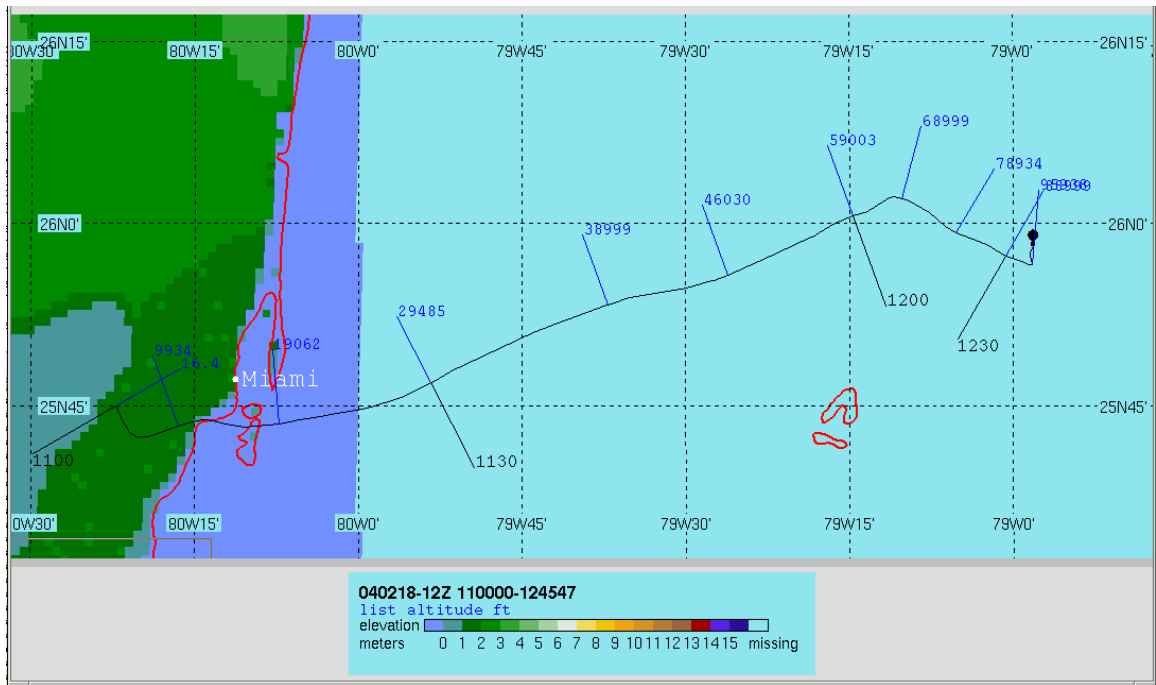 26N15'
26N15'
80W15'
80W0'
79W45'
79W30'
79W15'
79W0'
68999
59003
78934
46030
26N0'
38999
26N0'
1200
29485
19062
1230
9934
16.4
Miami
25N45'
25N45'
1100
1130
0W30'
80W15'
80W0'
79W45'
79W30'
79W15'
79W0'
040218-12Z 110000-124547
list altitude ft
elevation
meters 0 1 2 3 4 5 6 7 8 9 10 11 12 13 14 15 missing